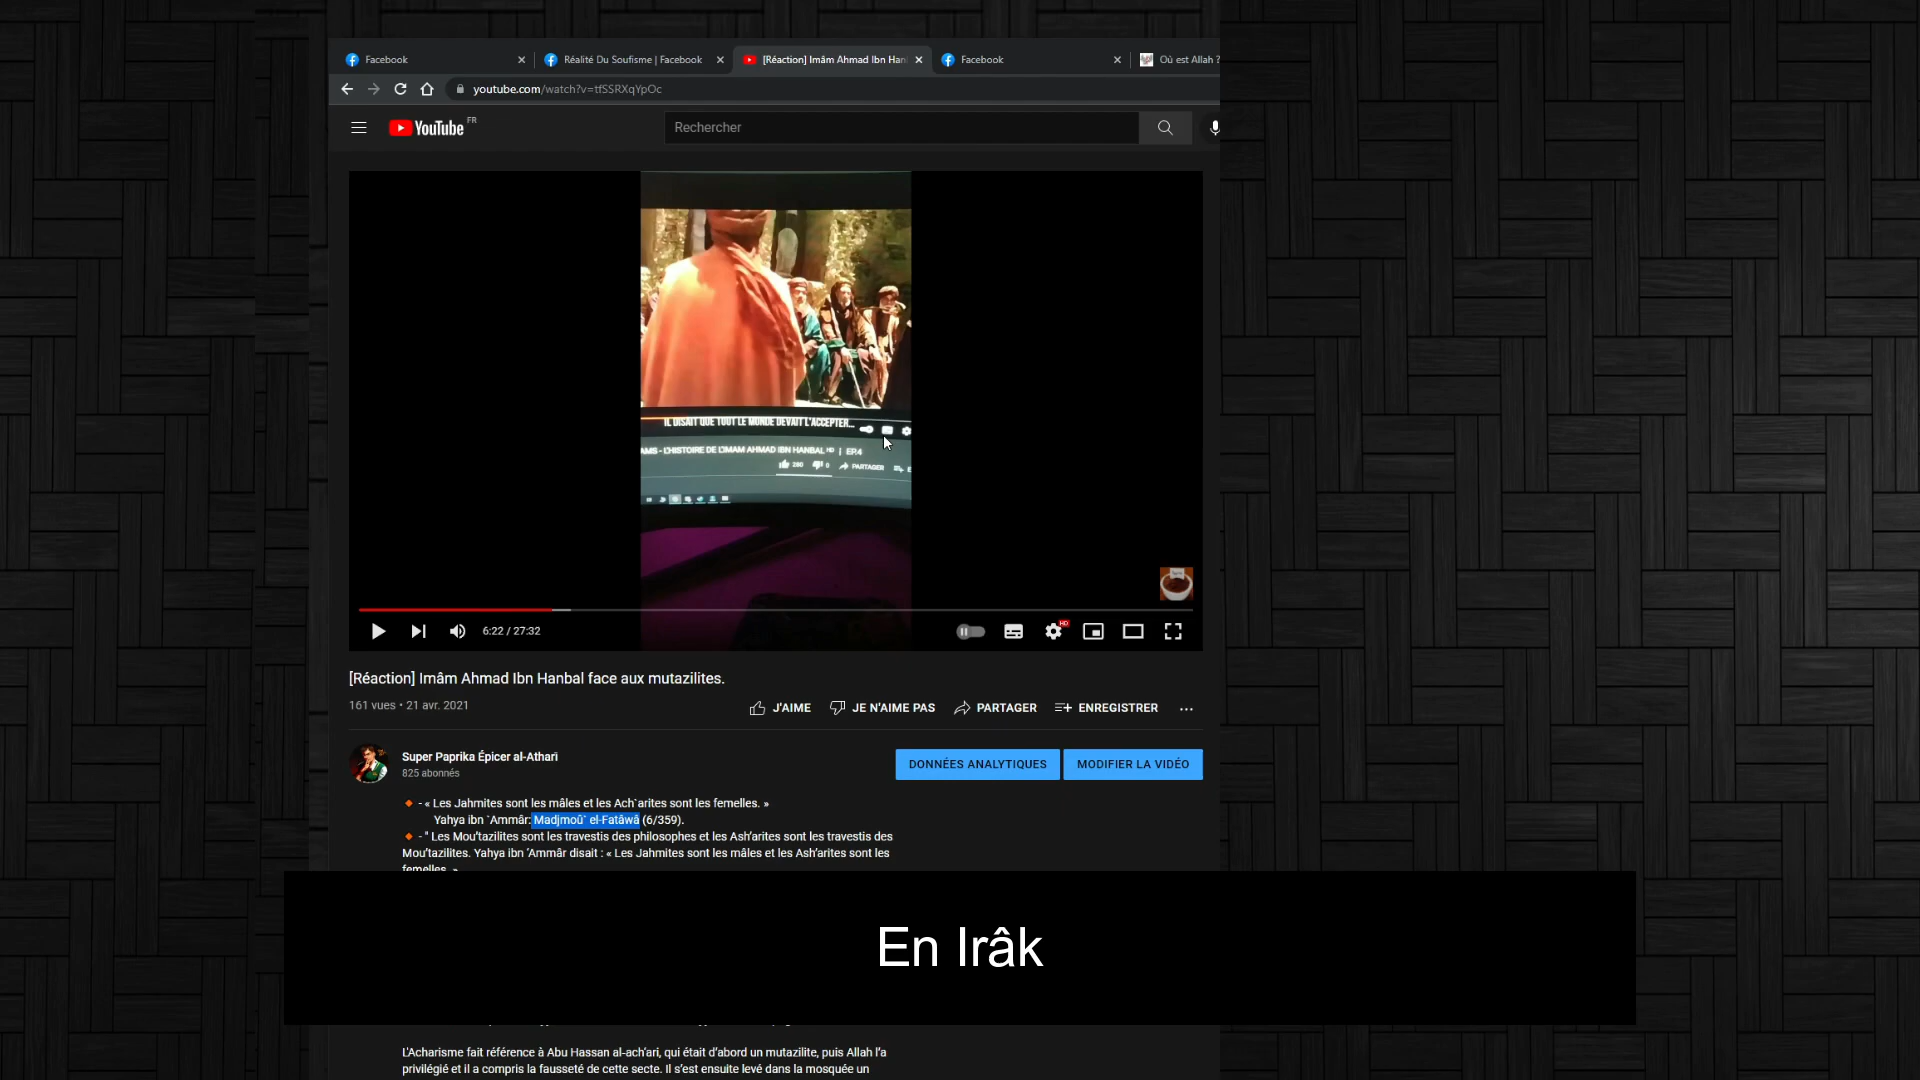 Facebook
Réalité Du Soufisme | Facebook
[Réaction] Imâm Ahmad Ibn Han
Facebook
Où est Allah ?
youtube.com/watch?v=tfSSRXqYpOc
YouTube FR
Rechercher
IL DISAIT QUE TOUT LE MONDE DEVAIT L'ACCEPTER...
AMS - L'HISTOIRE DE L'IMAM AHMAD IBN HANBAL HD | EP.4
280 0 PARTAGER
6:22 / 27:32
HD
[Réaction] Imâm Ahmad Ibn Hanbal face aux mutazilites.
161 vues • 21 avr. 2021
J'AIME JE N'AIME PAS PARTAGER ENREGISTRER
Super Paprika Épicer al-Atharî
825 abonnés
DONNÉES ANALYTIQUES MODIFIER LA VIDÉO
- « Les Jahmites sont les mâles et les Ach`arites sont les femelles. »
Yahya ibn `Ammâr: Madjmoû` el-Fatâwâ (6/359).
- " Les Mou'tazilites sont les travestis des philosophes et les Ash'arites sont les travestis des
Mou'tazilites. Yahya ibn 'Ammâr disait : « Les Jahmites sont les mâles et les Ash'arites sont les
femelles. »
En Irâk
L'Acharisme fait référence à Abu Hassan al-ach'ari, qui était d'abord un mutazilite, puis Allah l'a
privilégié et il a compris la fausseté de cette secte. Il s'est ensuite levé dans la mosquée un